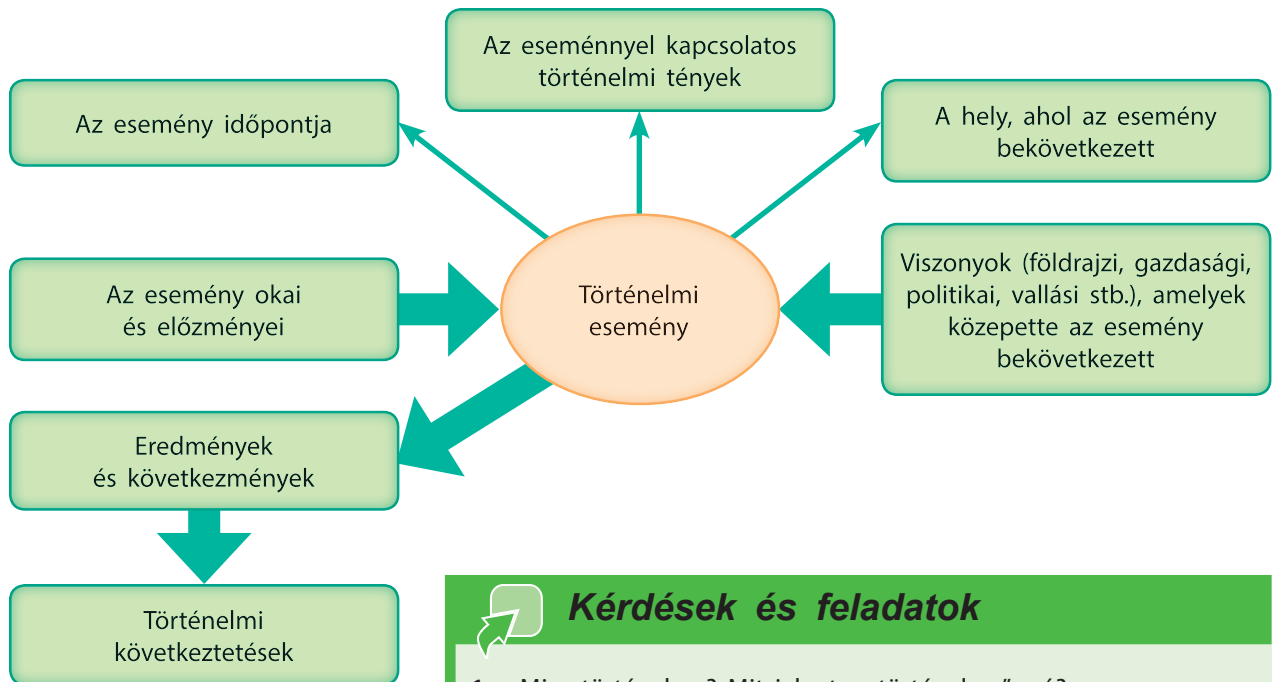 Az eseménnyel kapcsolatos
történelmi tények
Az esemény időpontja
A hely, ahol az esemény
bekövetkezett
Az esemény okai
és előzményei
Történelmi
esemény
Viszonyok (földrajzi, gazdasági,
politikai, vallási stb.), amelyek
közepette az esemény
bekövetkezett
Eredmények
és következmények
Történelmi
következtetések
Kérdések és feladatok